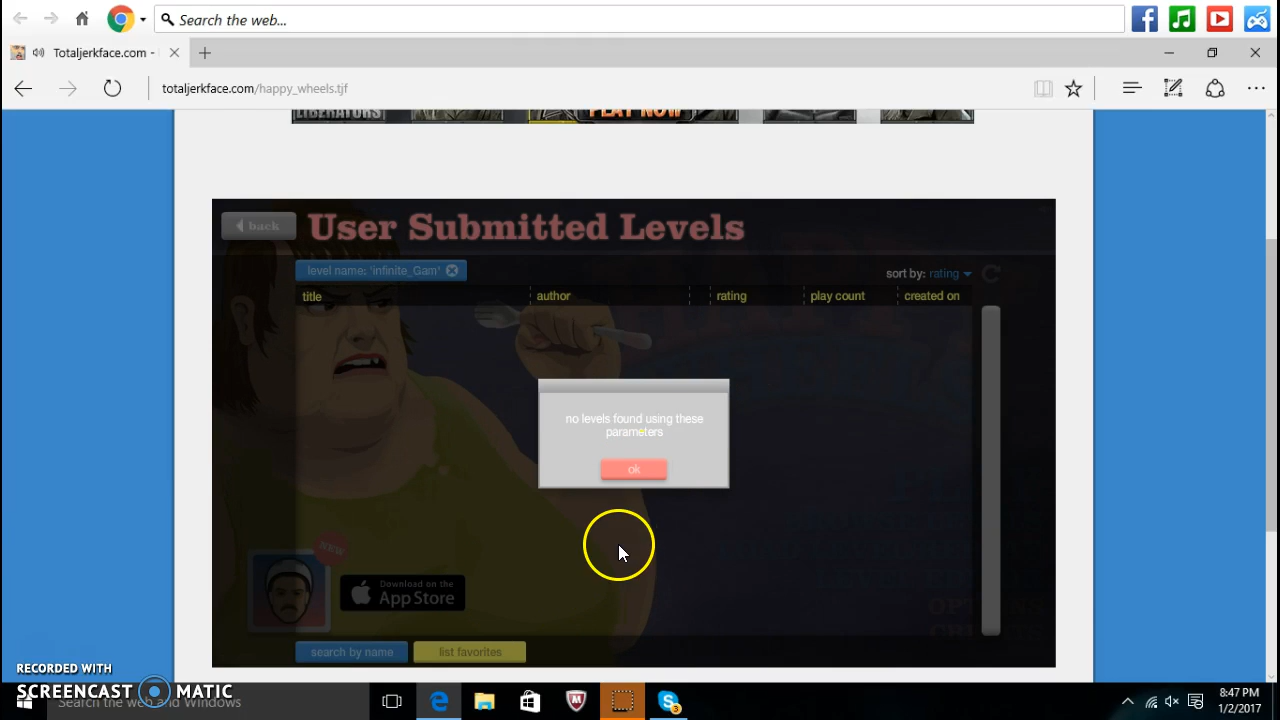 Search the web...
Totaljerkface.com -
totaljerkface.com/happy_wheels.tjf
LIBERATORS
PLAY NOW
back
User Submitted Levels
level name: 'infinite_Gam'
sort by: rating
title
author
rating
play count
created on
no levels found using these
parameters
ok
NEW
Download on the
App Store
search by name
list favorites
RECORDED WITH
SCREENCAST MATIC
Search the web and Windows
3
8:47 PM
1/2/2017